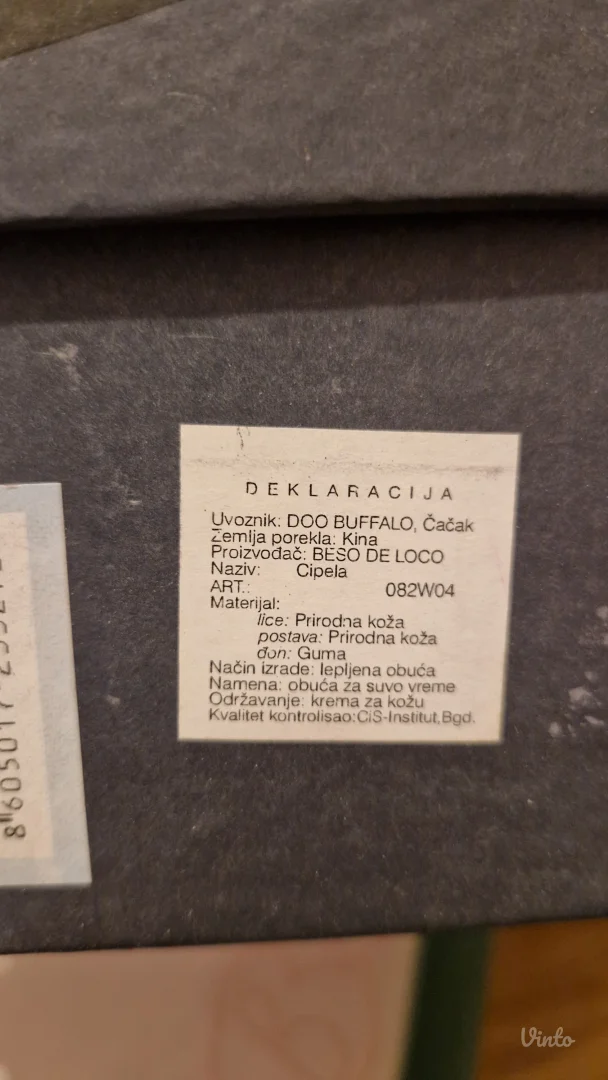 DEKLARACIJA
Uvoznik: DOO BUFFALO, Čačak
Zemlja porekla: Kina
Proizvođač: BESO DE LOCO
Naziv: Cipela
ART.: 082W04
Materijal:
lice: Prirodna koža
postava: Prirodna koža
đon: Guma
Način izrade: lepljena obuća
Namena: obuća za suvo vreme
Održavanje: krema za kožu
Kvalitet kontrolisao:CiS-Institut,Bgd.
Vinto